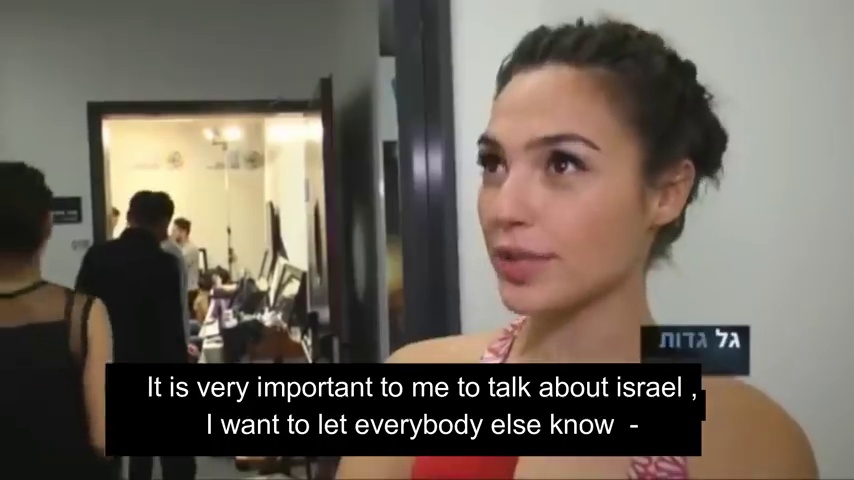 גל גדות
It is very important to me to talk about israel ,
I want to let everybody else know -